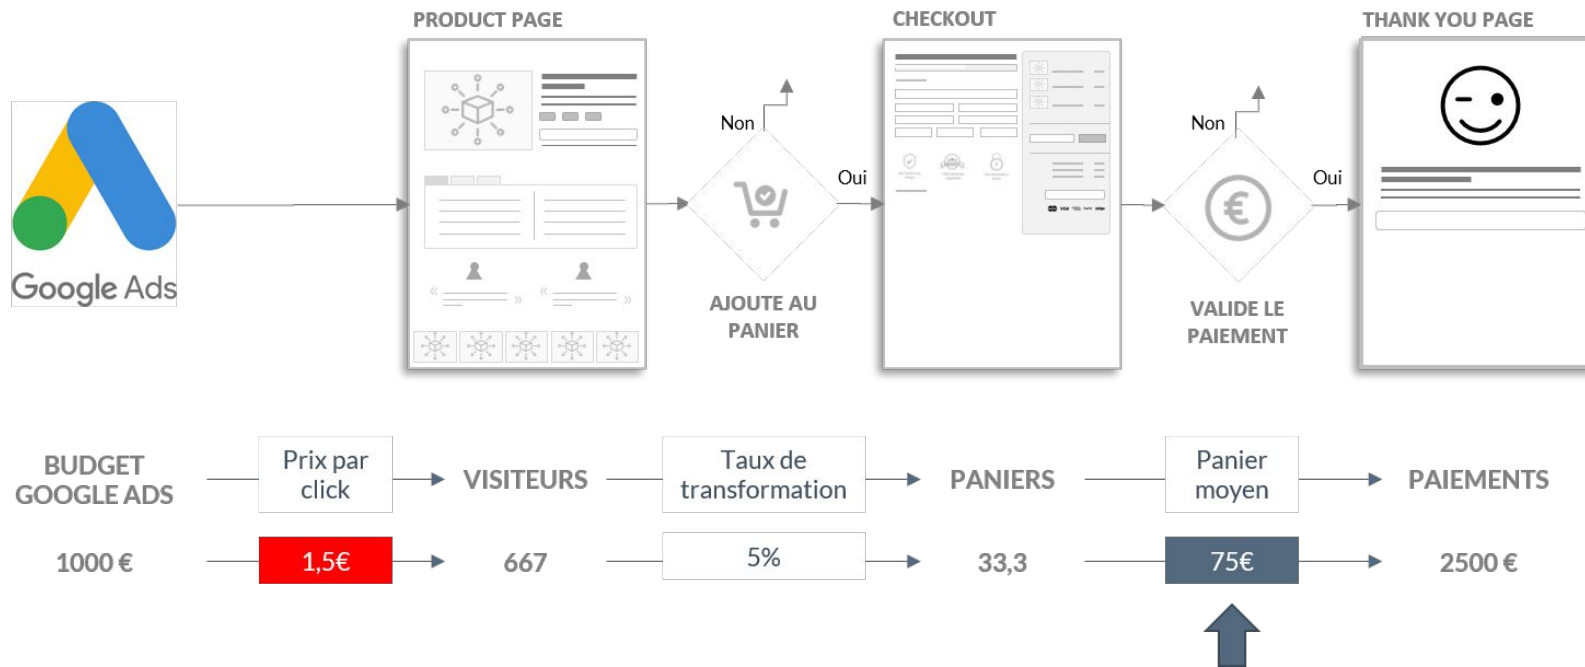 PRODUCT PAGE
CHECKOUT
THANK YOU PAGE
Google Ads
Non
Oui
AJOUTE AU
PANIER
Non
Oui
VALIDE LE
PAIEMENT
BUDGET
GOOGLE ADS
Prix par
click
VISITEURS
Taux de
transformation
PANIERS
Panier
moyen
PAIEMENTS
1000 €
1,5€
667
5%
33,3
75€
2500 €